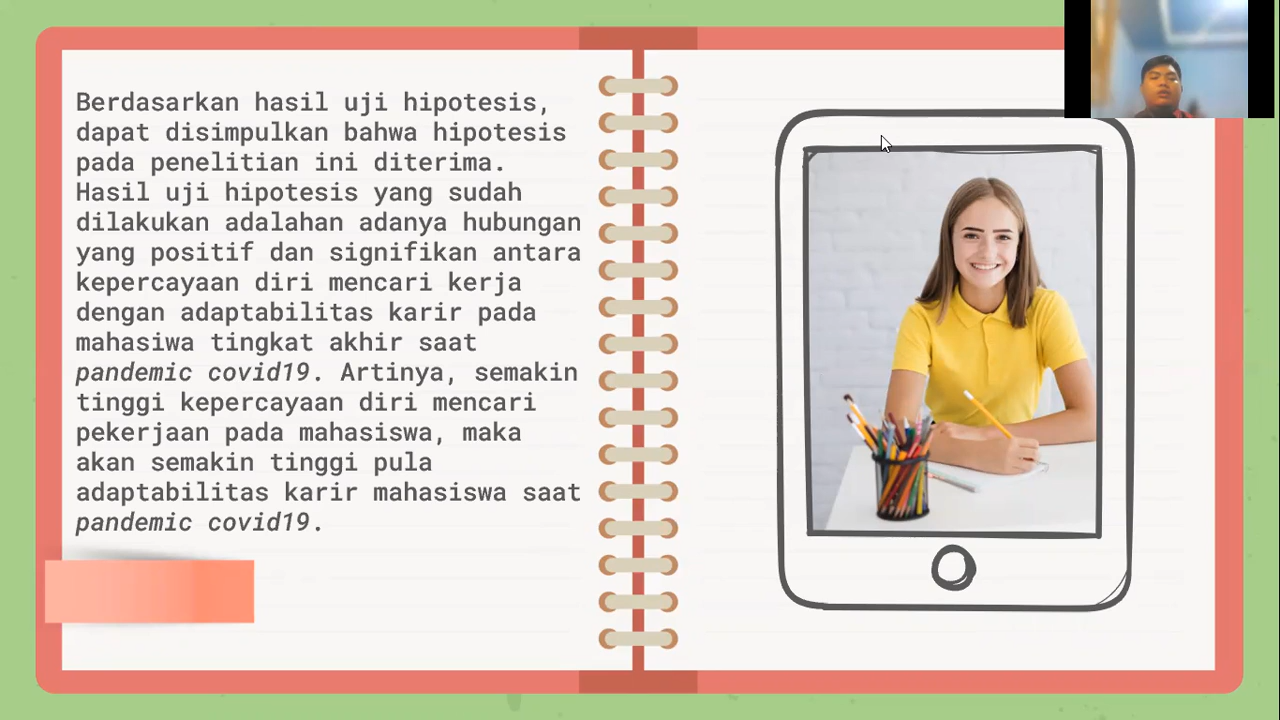 Berdasarkan hasil uji hipotesis,
dapat disimpulkan bahwa hipotesis
pada penelitian ini diterima.
Hasil uji hipotesis yang sudah
dilakukan adalahan adanya hubungan
yang positif dan signifikan antara
kepercayaan diri mencari kerja
dengan adaptabilitas karir pada
mahasiwa tingkat akhir saat
pandemic covid19. Artinya, semakin
tinggi kepercayaan diri mencari
pekerjaan pada mahasiswa, maka
akan semakin tinggi pula
adaptabilitas karir mahasiswa saat
pandemic covid19.